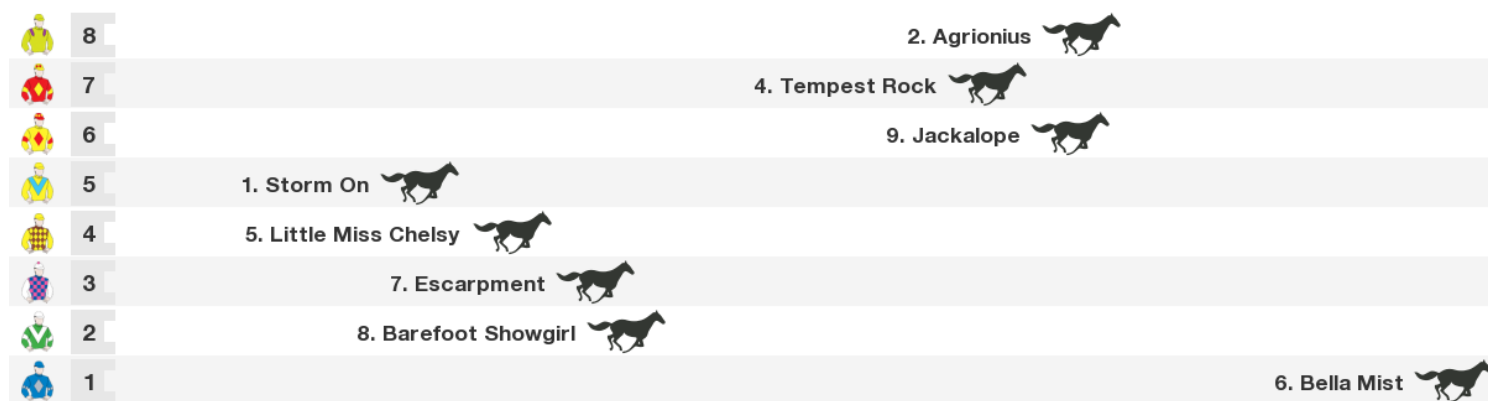 8 2. Agrionius
7 4. Tempest Rock
6 9. Jackalope
5 1. Storm On
4 5. Little Miss Chelsy
3 7. Escarpment
2 8. Barefoot Showgirl
1 6. Bella Mist